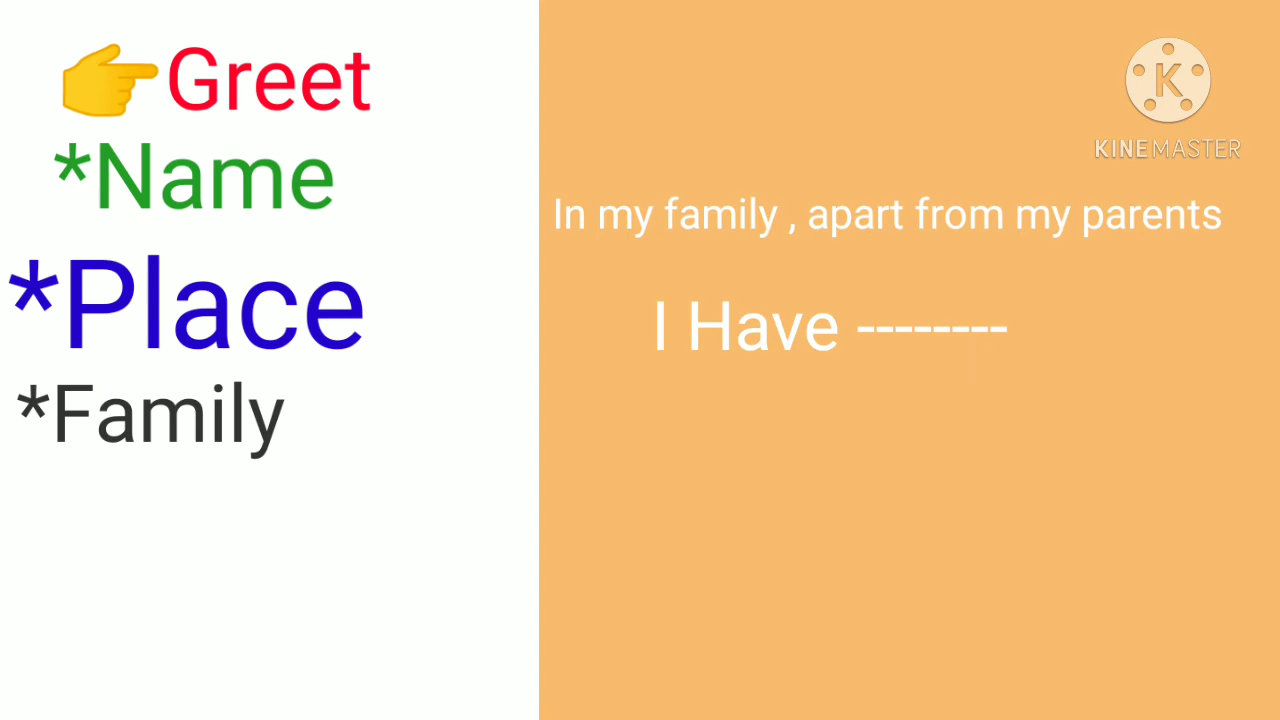 👉Greet
*Name
*Place
*Family
In my family , apart from my parents
I Have --------
K
KINEMASTER